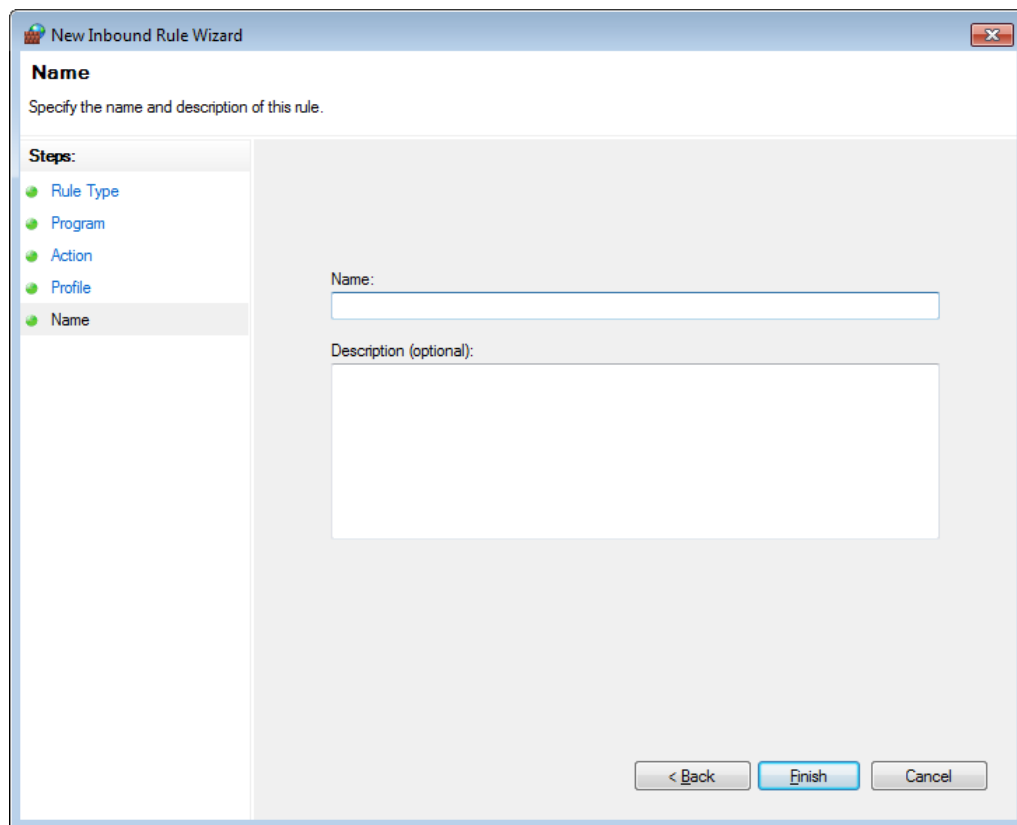 New Inbound Rule Wizard
Name
Specify the name and description of this rule.
Steps:
Rule Type
Program
Action
Profile
Name
Name:
Description (optional):
< Back
Finish
Cancel